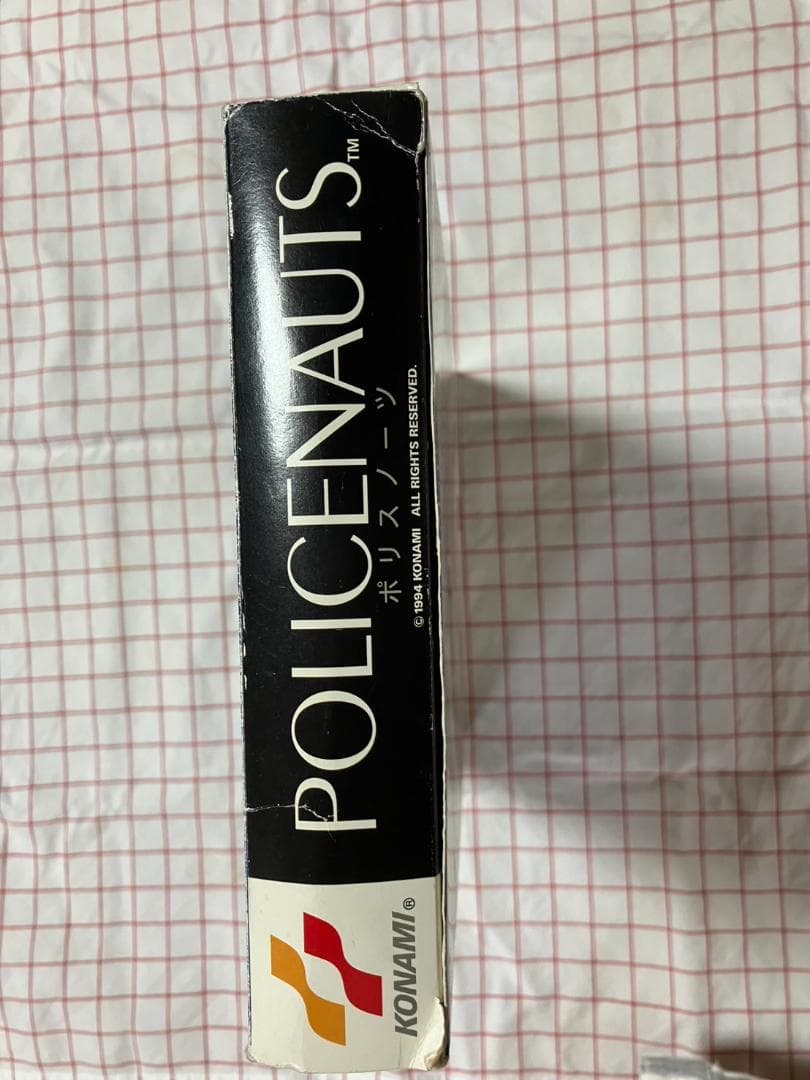 POLICENAUTS™
ポリスノーツ
© 1994 KONAMI ALL RIGHTS RESERVED.
KONAMI®